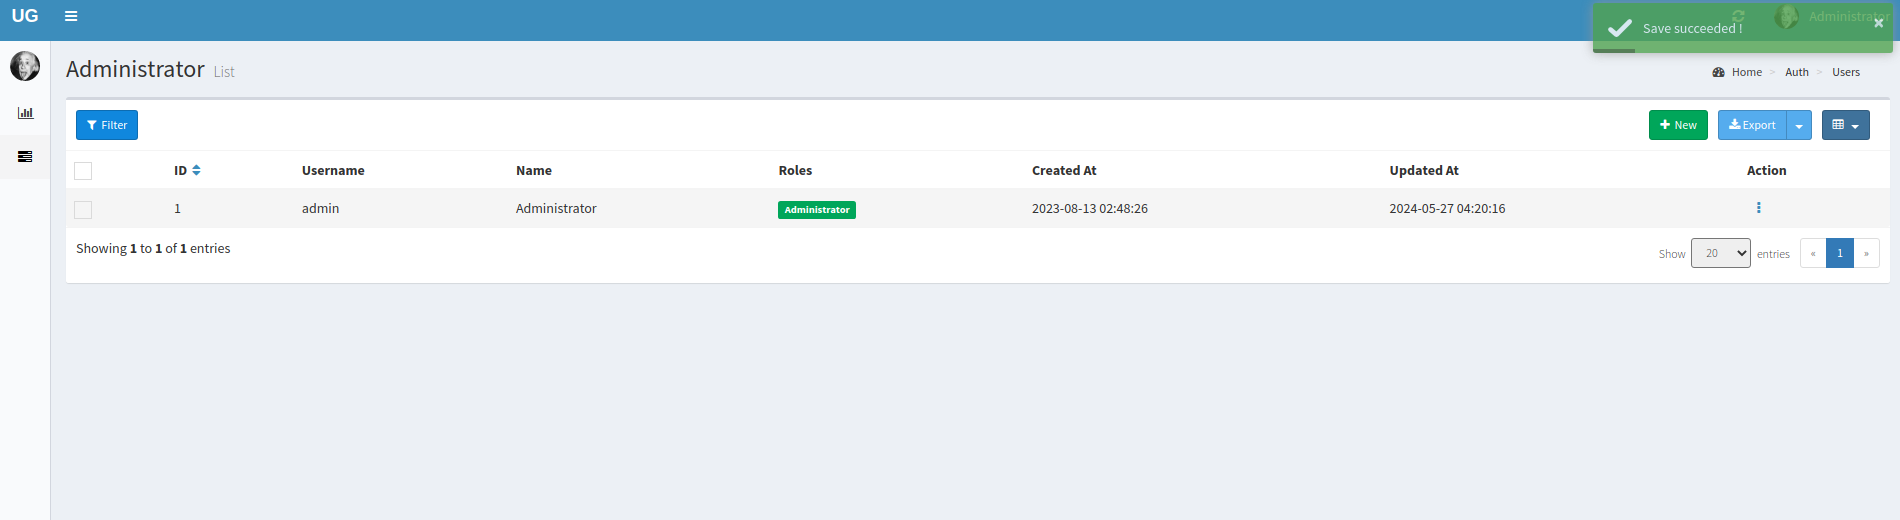 UG
Administrator
Save succeeded !
×
Administrator List
Home > Auth > Users
Filter
New
Export
ID Username Name Roles Created At Updated At Action
1 admin Administrator Administrator 2023-08-13 02:48:26 2024-05-27 04:20:16
Showing 1 to 1 of 1 entries
Show 20 entries « 1 »